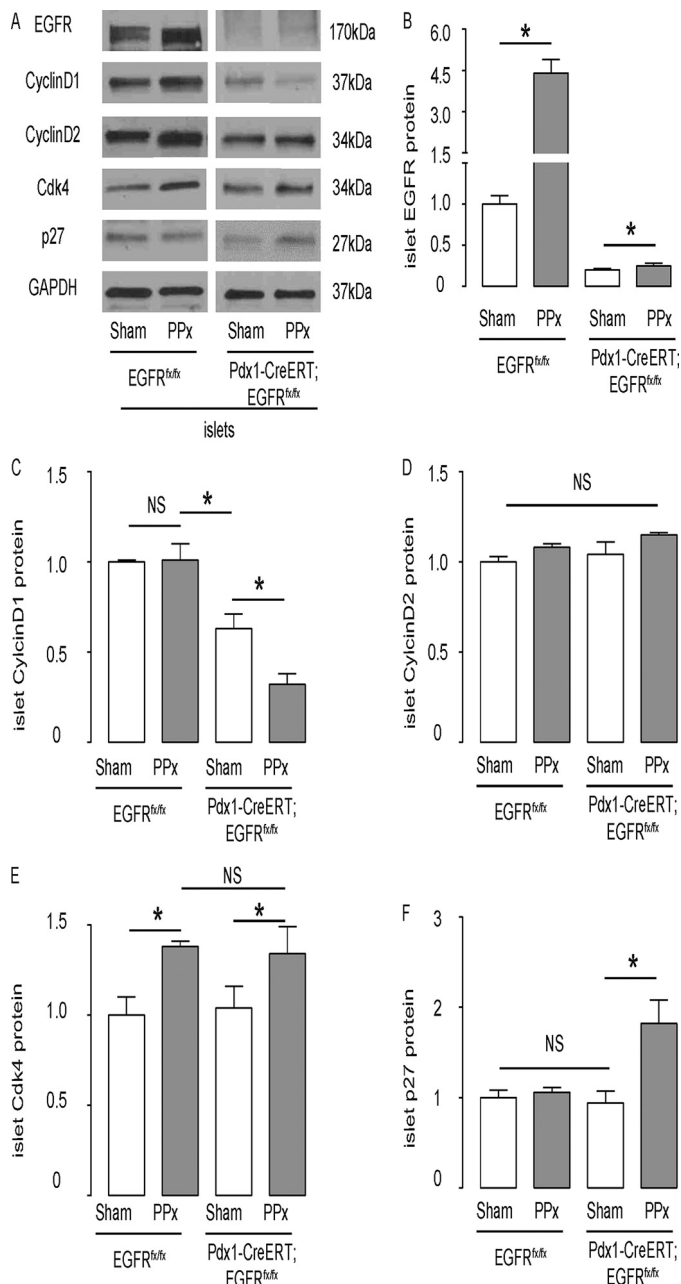 A
EGFR
170kDa
CyclinD1
37kDa
CyclinD2
34kDa
Cdk4
34kDa
p27
27kDa
GAPDH
37kDa
Sham PPx Sham PPx
EGFRfx/fx
Pdx1-CreERT;
EGFRfx/fx
islets
B
islet EGFR protein
6.0
4.5
3.0
1.5
1.0
0.5
0
*
*
Sham PPx Sham PPx
EGFRfx/fx
Pdx1-CreERT;
EGFRfx/fx
C
islet CylcinD1 protein
1.5
1.0
0.5
0
NS
*
*
Sham PPx Sham PPx
EGFRfx/fx
Pdx1-CreERT;
EGFRfx/fx
D
islet CylcinD2 protein
1.5
1.0
0.5
0
NS
Sham PPx Sham PPx
EGFRfx/fx
Pdx1-CreERT;
EGFRfx/fx
E
islet Cdk4 protein
1.5
1.0
0.5
0
NS
*
*
Sham PPx Sham PPx
EGFRfx/fx
Pdx1-CreERT;
EGFRfx/fx
F
islet p27 protein
3
2
1
0
NS
*
Sham PPx Sham PPx
EGFRfx/fx
Pdx1-CreERT;
EGFRfx/fx